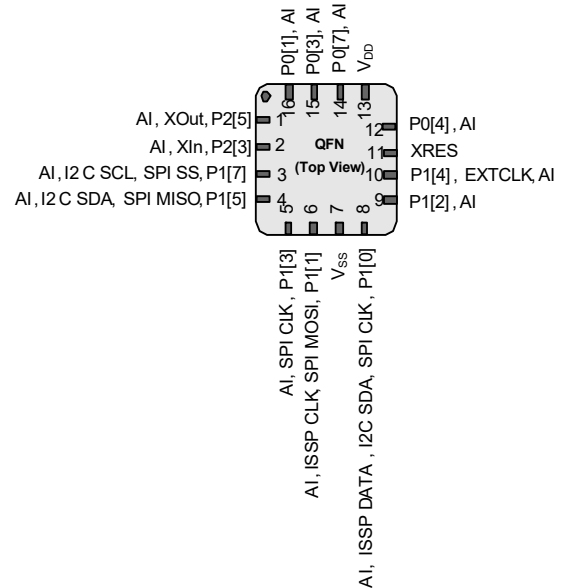 P0[1], AI
P0[3], AI
P0[7], AI
VDD
16
15
14
13
AI, XOut, P2[5]
1
AI, XIn, P2[3]
2
AI, I2 C SCL, SPI SS, P1[7]
3
AI, I2 C SDA, SPI MISO, P1[5]
4
QFN
(Top View)
12
P0[4], AI
11
XRES
10
P1[4], EXTCLK, AI
9
P1[2], AI
5
6
7
8
AI, SPI CLK, P1[3]
AI, ISSP CLK, SPI MOSI, P1[1]
VSS
AI, ISSP DATA, I2C SDA, SPI CLK, P1[0]